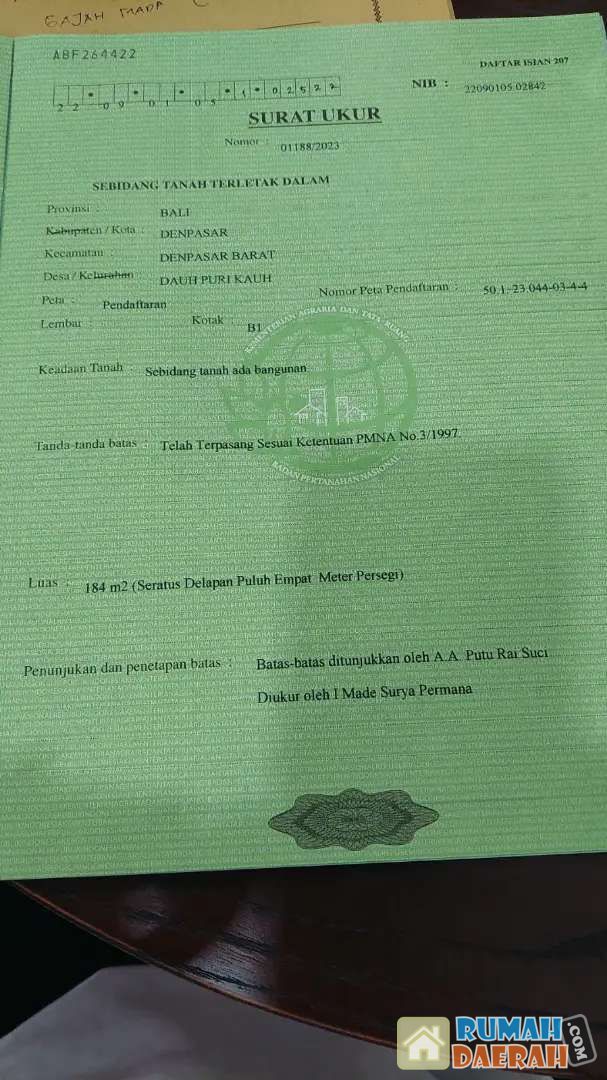 GAJAH MADA
ABF264422
DAFTAR ISIAN 207
22.09.01.05.1.02522
NIB : 22090105.02842
SURAT UKUR
Nomor : 01188/2023
SEBIDANG TANAH TERLETAK DALAM
Provinsi : BALI
Kabupaten / Kota : DENPASAR
Kecamatan : DENPASAR BARAT
Desa / Kelurahan : DAUH PURI KAUH
Peta : Pendaftaran Nomor Peta Pendaftaran : 50.1-23.044-03-4-4
Lembar : Kotak : B1
KEMENTERIAN AGRARIA DAN TATA RUANG
Keadaan Tanah : Sebidang tanah ada bangunan.
Tanda-tanda batas : Telah Terpasang Sesuai Ketentuan PMNA No.3/1997.
BADAN PERTANAHAN NASIONAL
Luas : 184 m2 (Seratus Delapan Puluh Empat Meter Persegi)
Penunjukan dan penetapan batas : Batas-batas ditunjukkan oleh A.A. Putu Rai Suci
Diukur oleh I Made Surya Permana
RUMAH
DAERAH
.COM